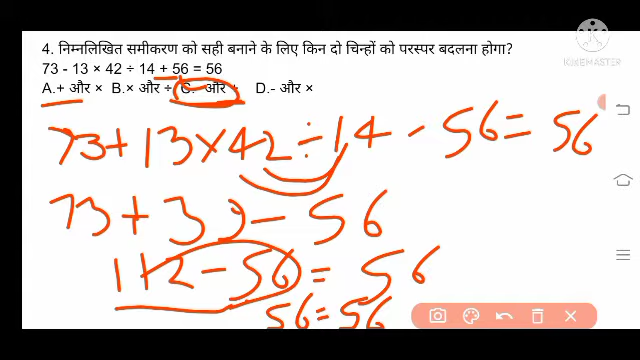 4. निम्नलिखित समीकरण को सही बनाने के लिए किन दो चिन्हों को परस्पर बदलना होगा?
73 - 13 × 42 ÷ 14 + 56 = 56
A.+ और × B.× और ÷ C.- और + D.- और ×
73+13×42÷14-56=56
73+39-56
112-56=56
56=56
KINEMASTER